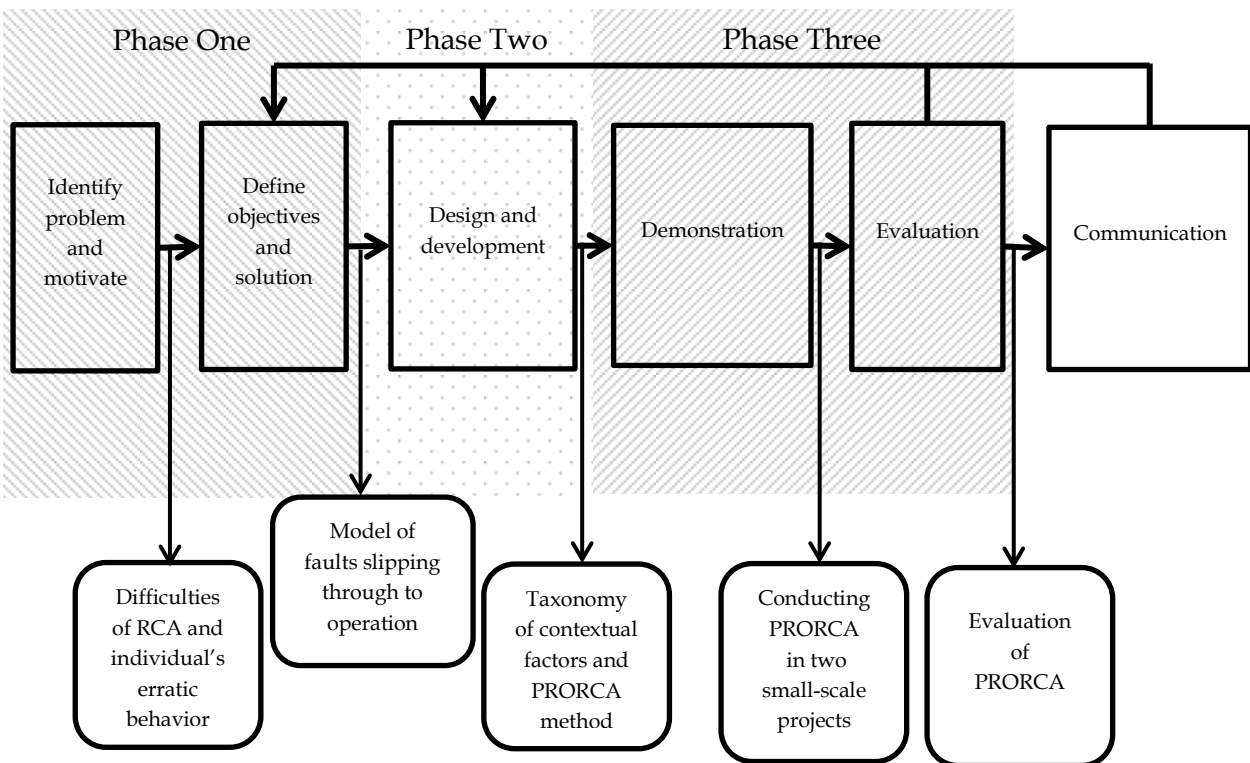 Phase One
Phase Two
Phase Three
Identify
problem
and
motivate
Define
objectives
and
solution
Design and
development
Demonstration
Evaluation
Communication
Difficulties
of RCA and
individual’s
erratic
behavior
Model of
faults slipping
through to
operation
Taxonomy
of contextual
factors and
PRORCA
method
Conducting
PRORCA
in two
small-scale
projects
Evaluation
of
PRORCA